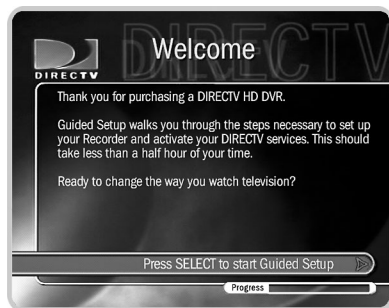 DIRECTV
Welcome
DIRECTV
Thank you for purchasing a DIRECTV HD DVR.
Guided Setup walks you through the steps necessary to set up
your Recorder and activate your DIRECTV services. This should
take less than a half hour of your time.
Ready to change the way you watch television?
Press SELECT to start Guided Setup
Progress